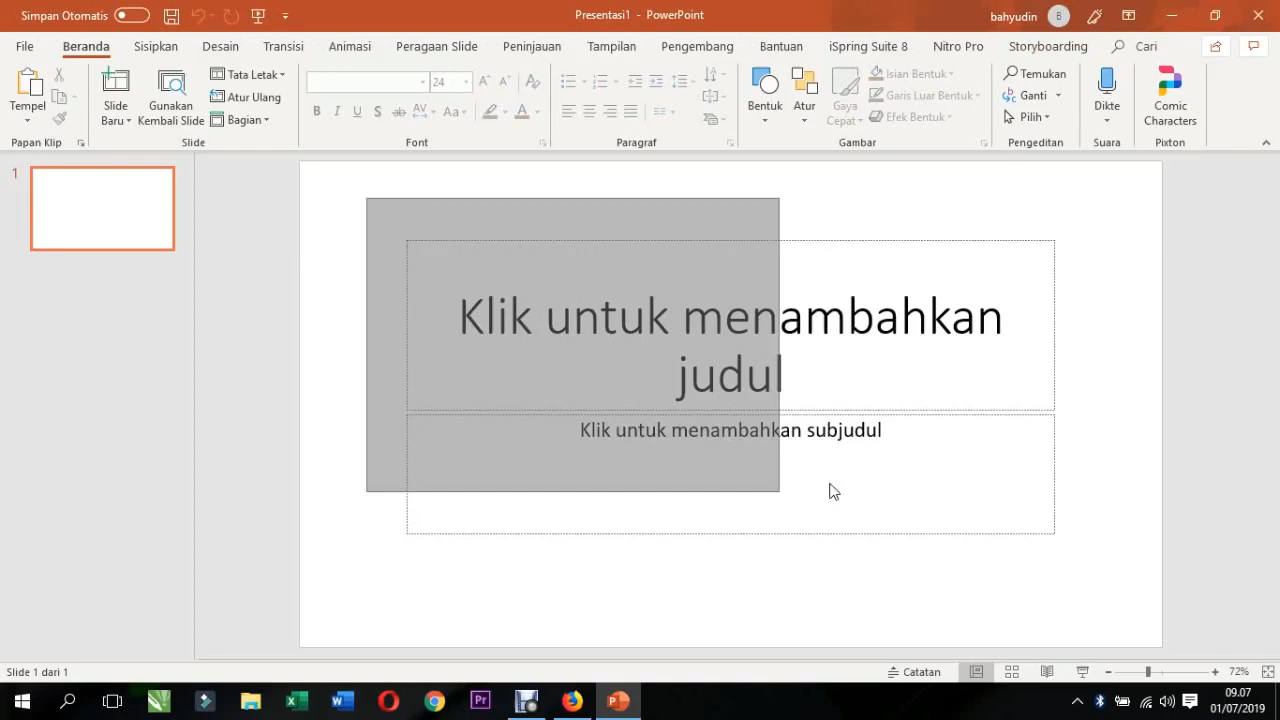 Simpan Otomatis
Presentasi1 - PowerPoint
bahyudin
B
File Beranda Sisipkan Desain Transisi Animasi Peragaan Slide Peninjauan Tampilan Pengembang Bantuan iSpring Suite 8 Nitro Pro Storyboarding Cari
Tempel
Papan Klip
Slide Baru
Gunakan Kembali Slide
Tata Letak
Atur Ulang
Bagian
Slide
24
B I U S ab AV Aa A
Font
Paragraf
Bentuk
Atur
Gaya Cepat
Isian Bentuk
Garis Luar Bentuk
Efek Bentuk
Gambar
Temukan
Ganti
Pilih
Pengeditan
Dikte
Suara
Comic Characters
Pixton
1
Klik untuk menambahkan
judul
Klik untuk menambahkan subjudul
Slide 1 dari 1
Catatan
72%
09.07
01/07/2019